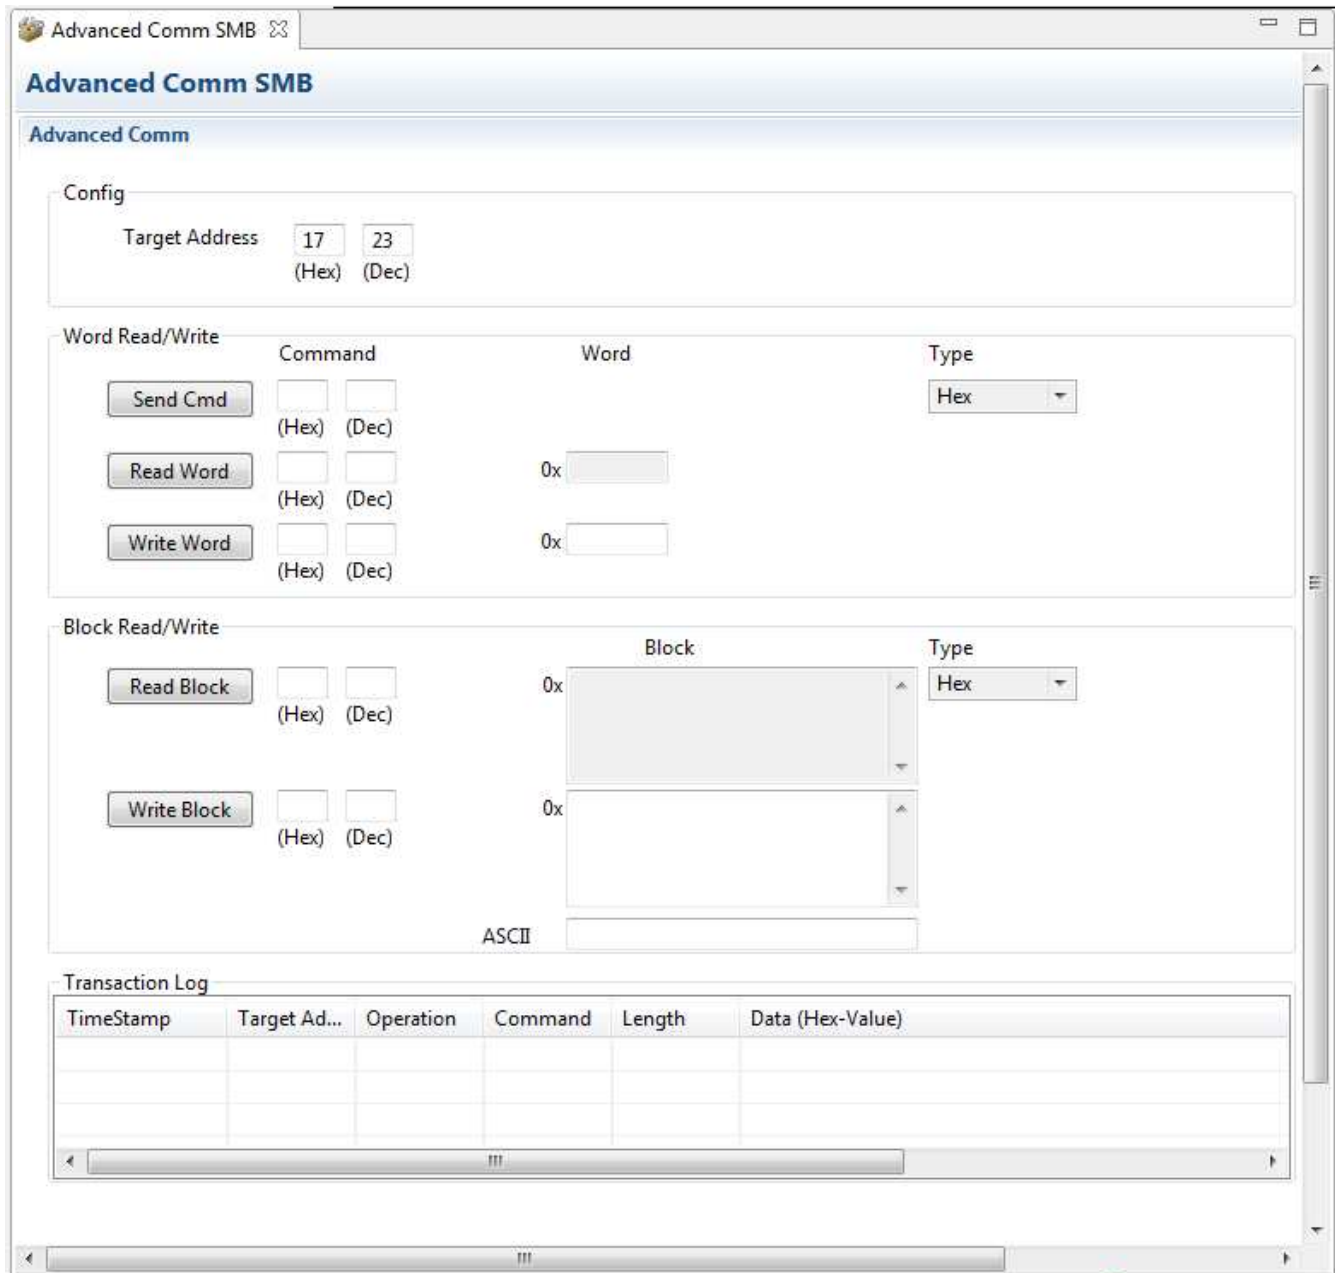 Advanced Comm SMB
Advanced Comm SMB
Advanced Comm
Config
Target Address 17 23
(Hex) (Dec)
Word Read/Write
Command Word Type
Send Cmd Hex
(Hex) (Dec)
Read Word 0x
(Hex) (Dec)
Write Word 0x
(Hex) (Dec)
Block Read/Write
Block Type
Read Block 0x Hex
(Hex) (Dec)
Write Block 0x
(Hex) (Dec)
ASCII
Transaction Log
TimeStamp Target Ad... Operation Command Length Data (Hex-Value)